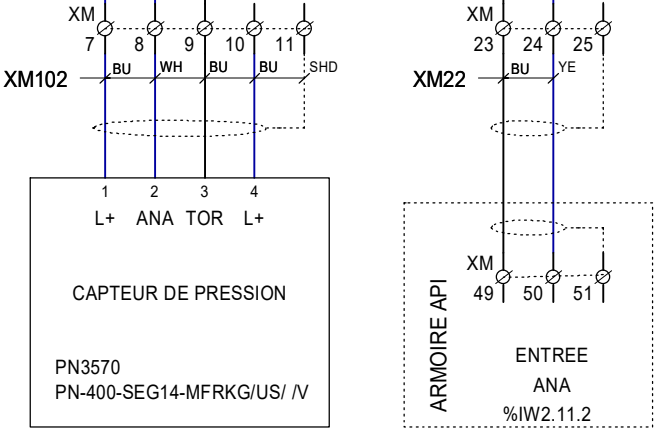 XM
7 8 9 10 11
XM102 BU WH BU BU SHD
1 2 3 4
L+ ANA TOR L+
CAPTEUR DE PRESSION
PN3570
PN-400-SEG14-MFRKG/US/ /V
XM
23 24 25
XM22 BU YE
XM
49 50 51
ARMOIRE API
ENTREE
ANA
%IW2.11.2